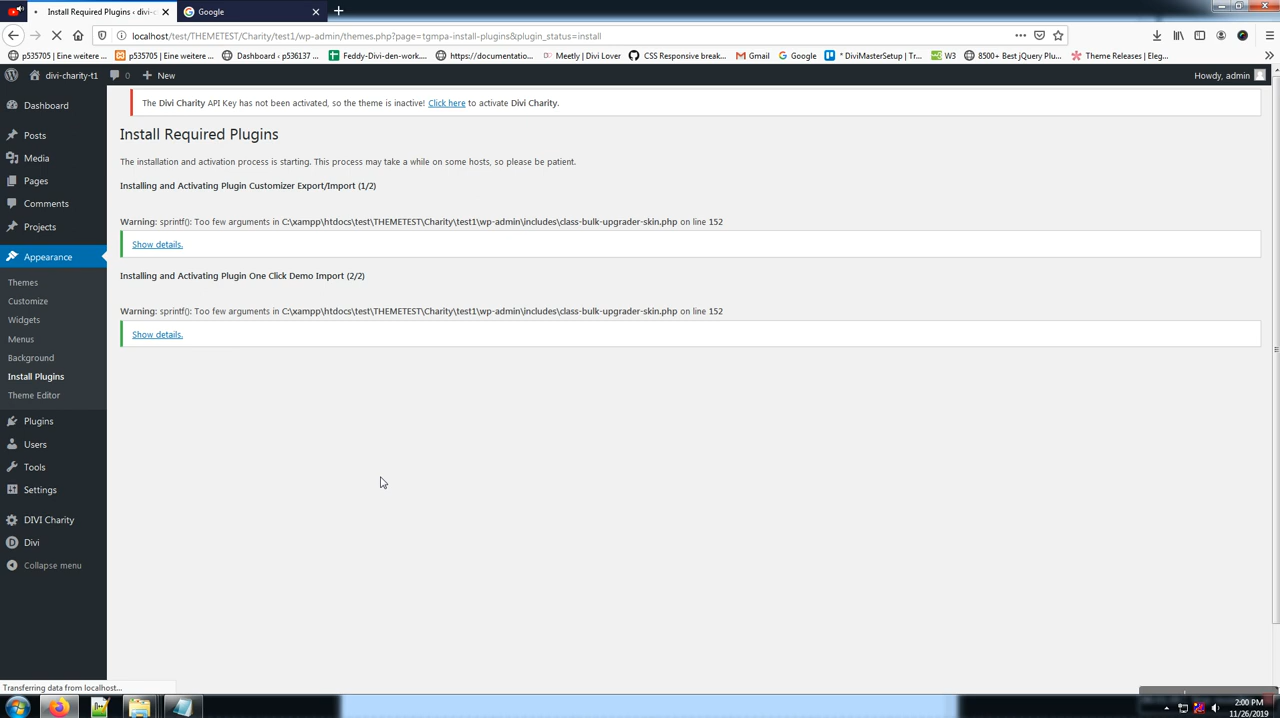 Install Required Plugins ‹ divi-c
Google
localhost/test/THEMETEST/Charity/test1/wp-admin/themes.php?page=tgmpa-install-plugins&plugin_status=install
p535705 | Eine weitere ...
p535705 | Eine weitere ...
Dashboard ‹ p536137 ...
Feddy-Divi-den-work....
https://documentatio...
Meetly | Divi Lover
CSS Responsive break...
Gmail
Google
* DiviMasterSetup | Tr...
W3
8500+ Best jQuery Plu...
Theme Releases | Eleg...
divi-charity-t1
0
New
Howdy, admin
The Divi Charity API Key has not been activated, so the theme is inactive! Click here to activate Divi Charity.
Dashboard
Posts
Media
Pages
Comments
Projects
Appearance
Themes
Customize
Widgets
Menus
Background
Install Plugins
Theme Editor
Plugins
Users
Tools
Settings
DIVI Charity
Divi
Collapse menu
Install Required Plugins
The installation and activation process is starting. This process may take a while on some hosts, so please be patient.
Installing and Activating Plugin Customizer Export/Import (1/2)
Warning: sprintf(): Too few arguments in C:\xampp\htdocs\test\THEMETEST\Charity\test1\wp-admin\includes\class-bulk-upgrader-skin.php on line 152
Show details.
Installing and Activating Plugin One Click Demo Import (2/2)
Warning: sprintf(): Too few arguments in C:\xampp\htdocs\test\THEMETEST\Charity\test1\wp-admin\includes\class-bulk-upgrader-skin.php on line 152
Show details.
Transferring data from localhost...
2:00 PM
11/26/2019